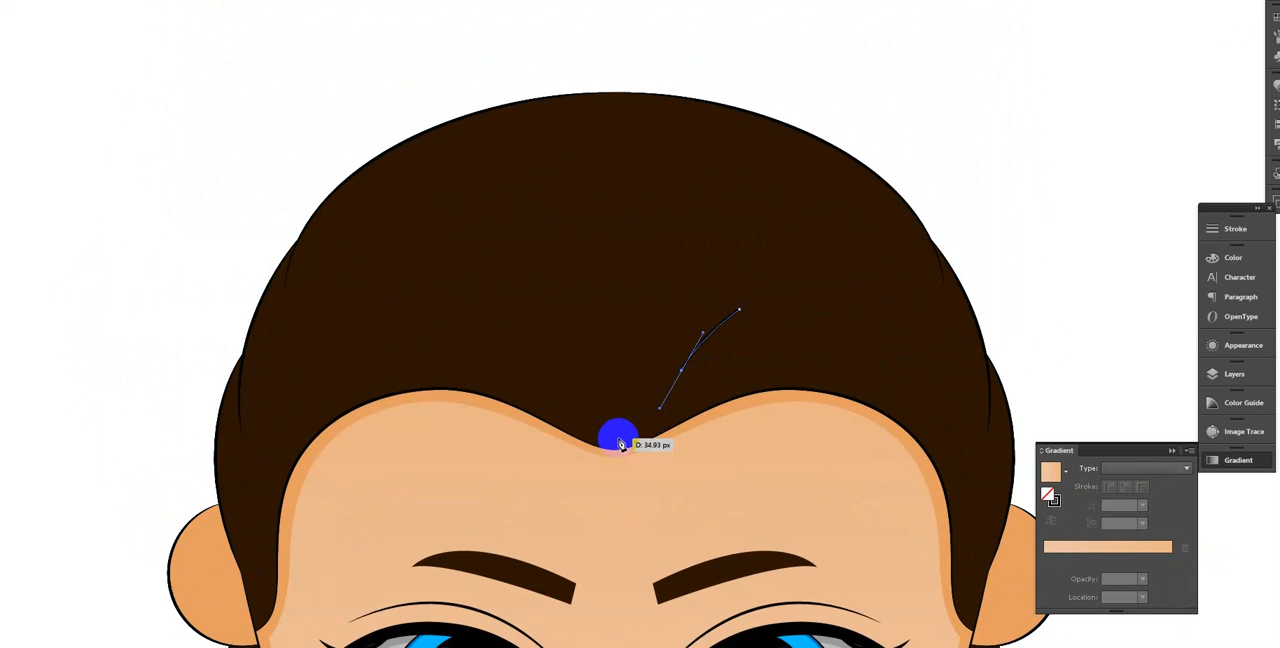 Stroke
Color
Character
Paragraph
OpenType
Appearance
Layers
Color Guide
Image Trace
Gradient
D: 34.93 px
Gradient
Type:
Stroke:
Opacity:
Location: